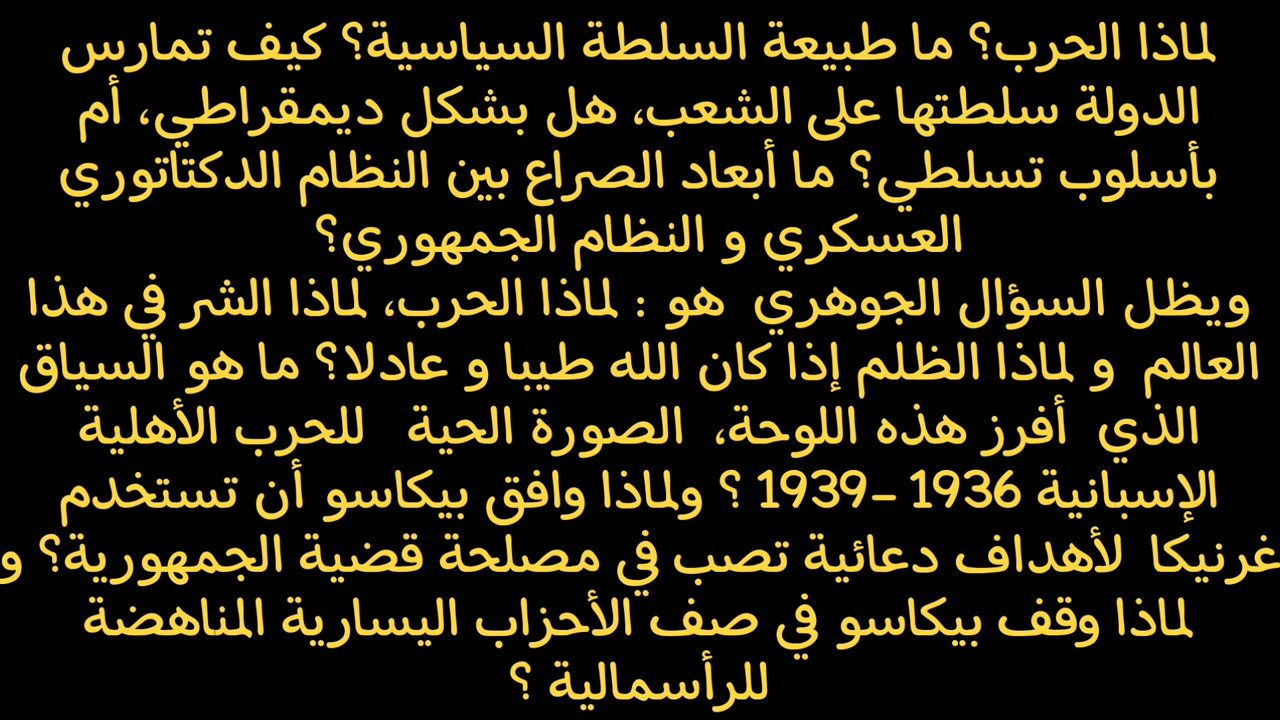 لماذا الحرب؟ ما طبيعة السلطة السياسية؟ كيف تمارس
الدولة سلطتها على الشعب، هل بشكل ديمقراطي، أم
بأسلوب تسلطي؟ ما أبعاد الصراع بين النظام الدكتاتوري
العسكري و النظام الجمهوري؟
ويظل السؤال الجوهري هو : لماذا الحرب، لماذا الشر في هذا
العالم و لماذا الظلم إذا كان الله طيبا و عادلا؟ ما هو السياق
الذي أفرز هذه اللوحة، الصورة الحية للحرب الأهلية
الإسبانية 1936 -1939 ؟ ولماذا وافق بيكاسو أن تستخدم
غرنيكا لأهداف دعائية تصب في مصلحة قضية الجمهورية؟ و
لماذا وقف بيكاسو في صف الأحزاب اليسارية المناهضة
للرأسمالية ؟